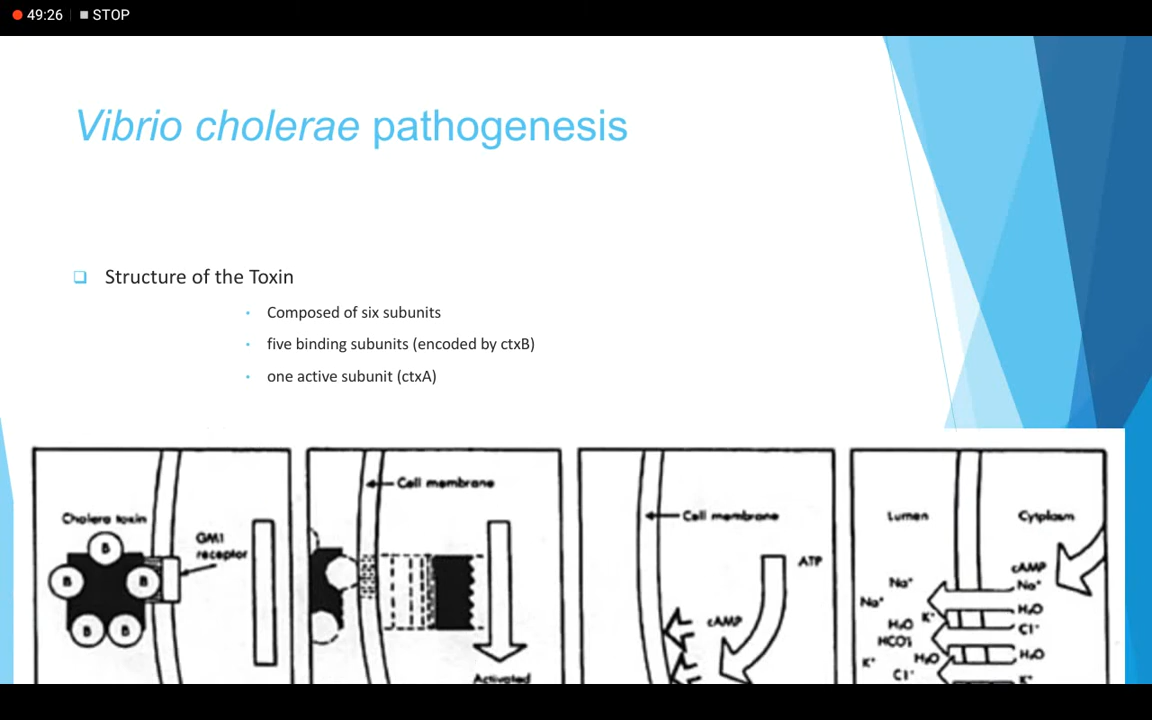 49:26 STOP
Vibrio cholerae pathogenesis
Structure of the Toxin
Composed of six subunits
five binding subunits (encoded by ctxB)
one active subunit (ctxA)
Cholera toxin
GM1
receptor
B
B
B
B
B
Cell membrane
Activated
Cell membrane
ATP
cAMP
Lumen
Cytplasm
cAMP
Na⁺
Na⁺
Na⁺
H₂O
K⁺
H₂O
Cl⁻
HCO₃
H₂O
H₂O
K⁺
Cl⁻
K⁺